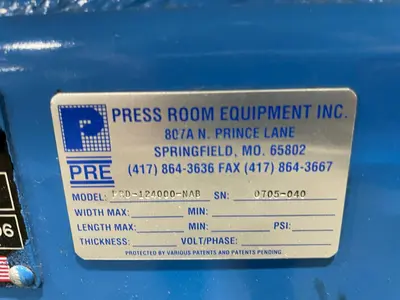 P
PRESS ROOM EQUIPMENT INC.
807A N. PRINCE LANE
SPRINGFIELD, MO. 65802
PRE
(417) 864-3636 FAX (417) 864-3667
MODEL: SN: 0705-040
WIDTH MAX: MIN:
LENGTH MAX: MIN: PSI:
THICKNESS: VOLT/PHASE:
PROTECTED BY VARIOUS PATENTS AND PATENTS PENDING.
06